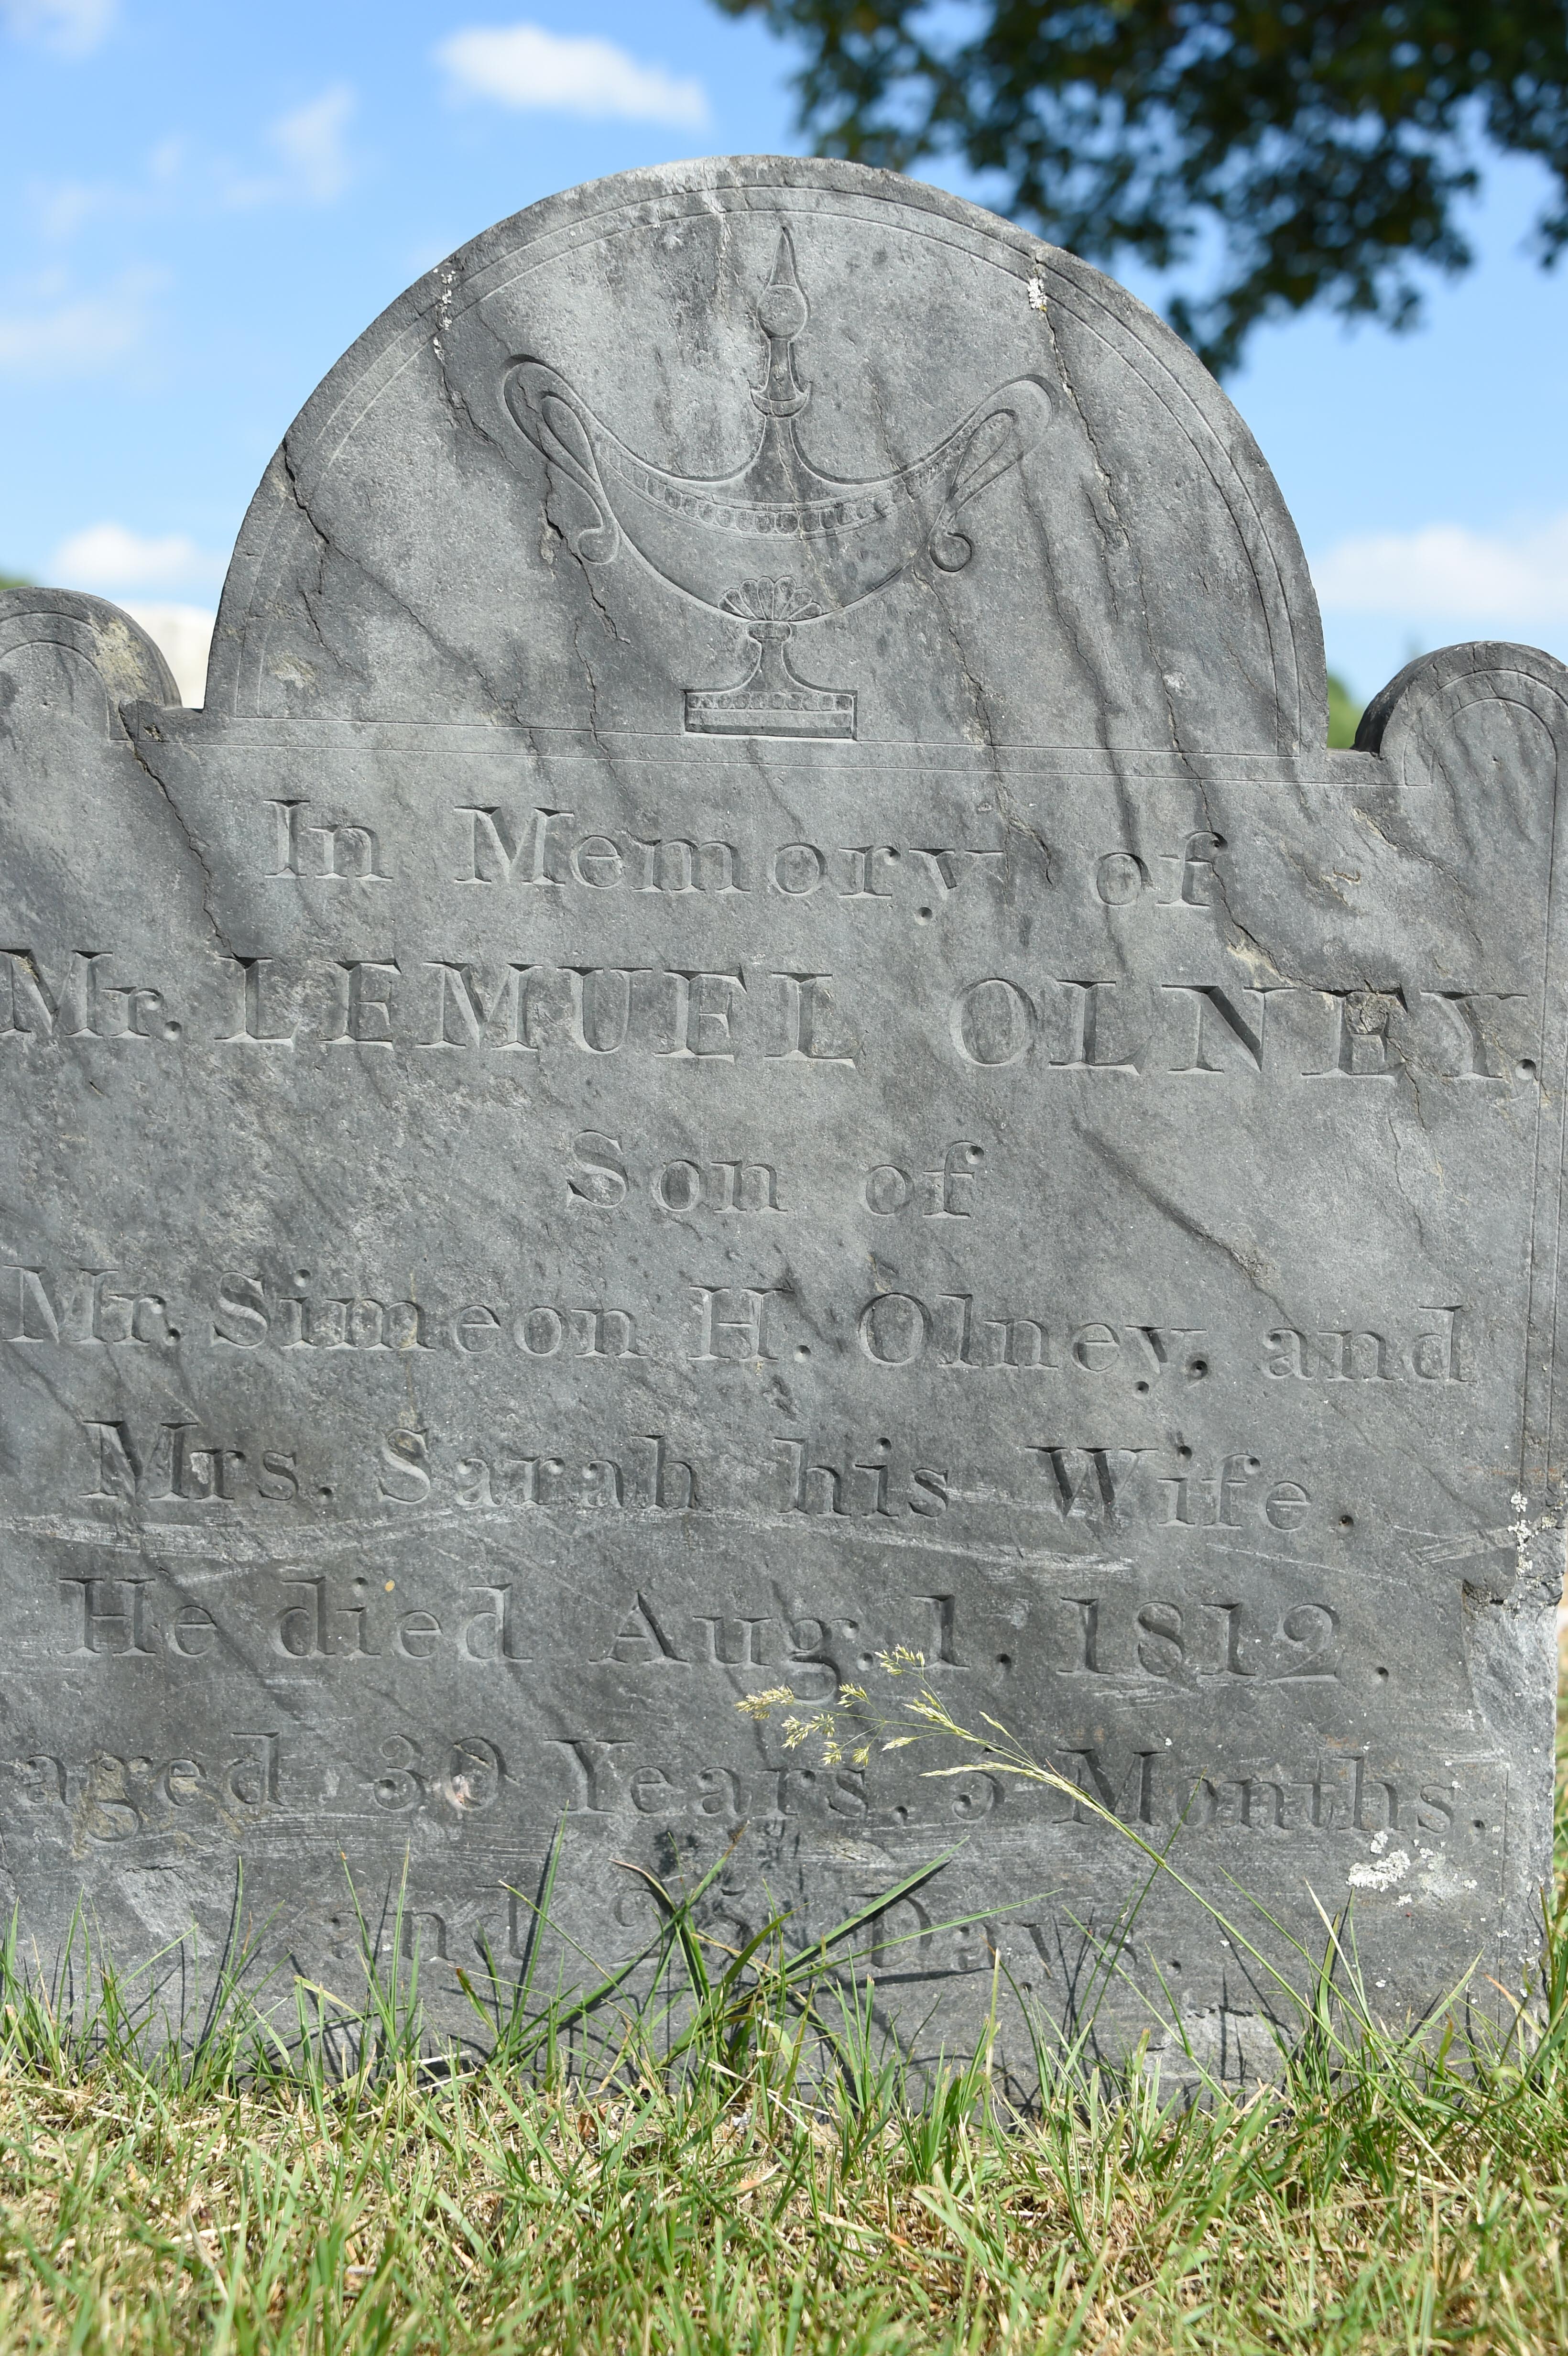 In Memory of
Mr. LEMUEL OLNEY.
Son of
Mr. Simeon H. Olney, and
Mrs. Sarah his Wife.
He died Aug: 1, 1812.
aged 30 Years. 5 Months.
and 25 Days.